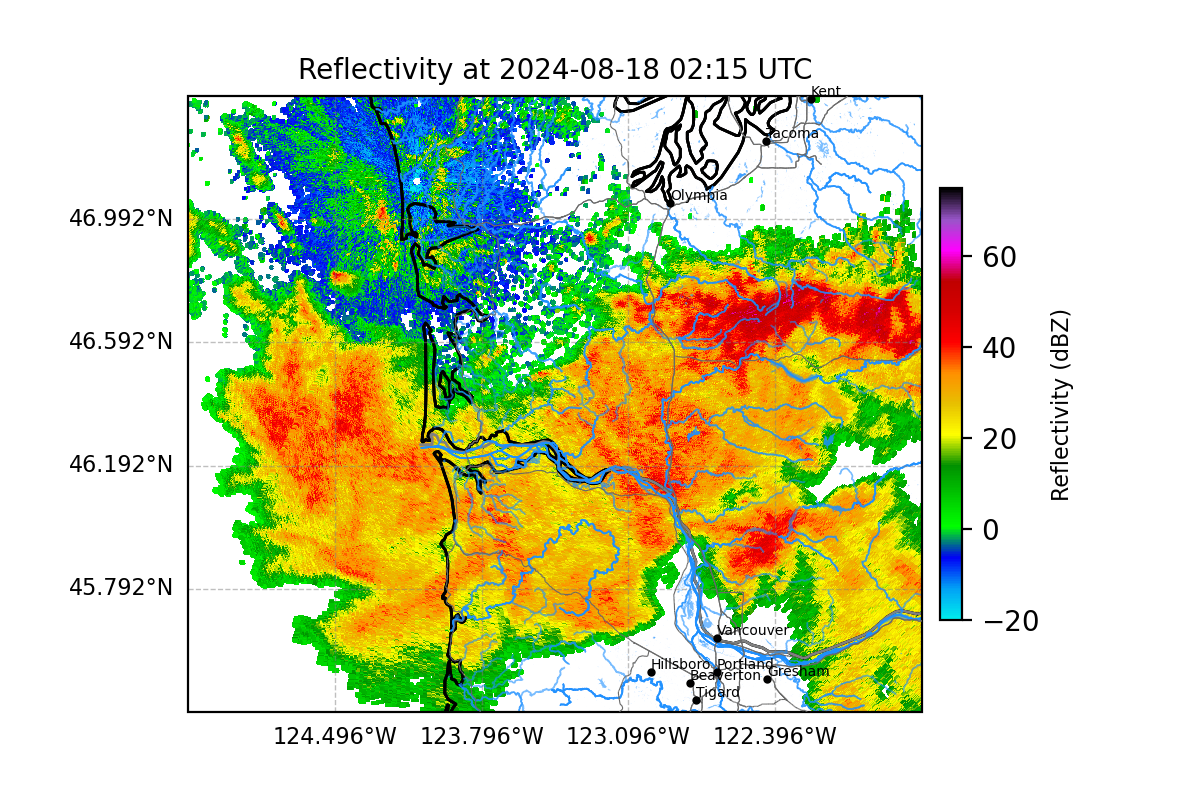 Reflectivity at 2024-08-18 02:15 UTC
Kent
Tacoma
Olympia
46.992°N
46.592°N
46.192°N
45.792°N
Vancouver
Hillsboro
Portland
Beaverton
Gresham
Tigard
124.496°W
123.796°W
123.096°W
122.396°W
60
40
20
0
−20
Reflectivity (dBZ)